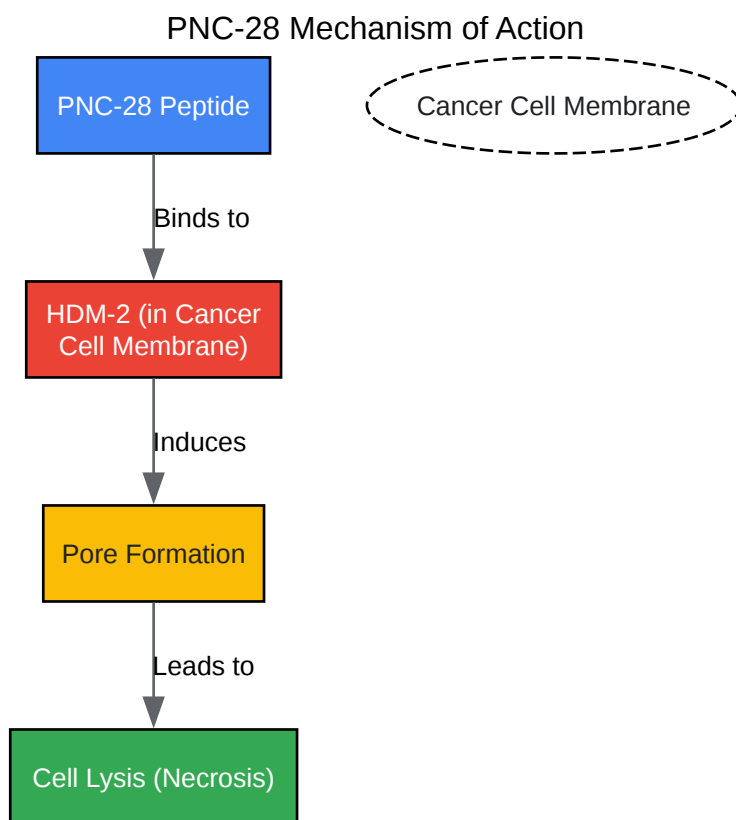 PNC-28 Mechanism of Action
PNC-28 Peptide
Cancer Cell Membrane
Binds to
HDM-2 (in Cancer
Cell Membrane)
Induces
Pore Formation
Leads to
Cell Lysis (Necrosis)